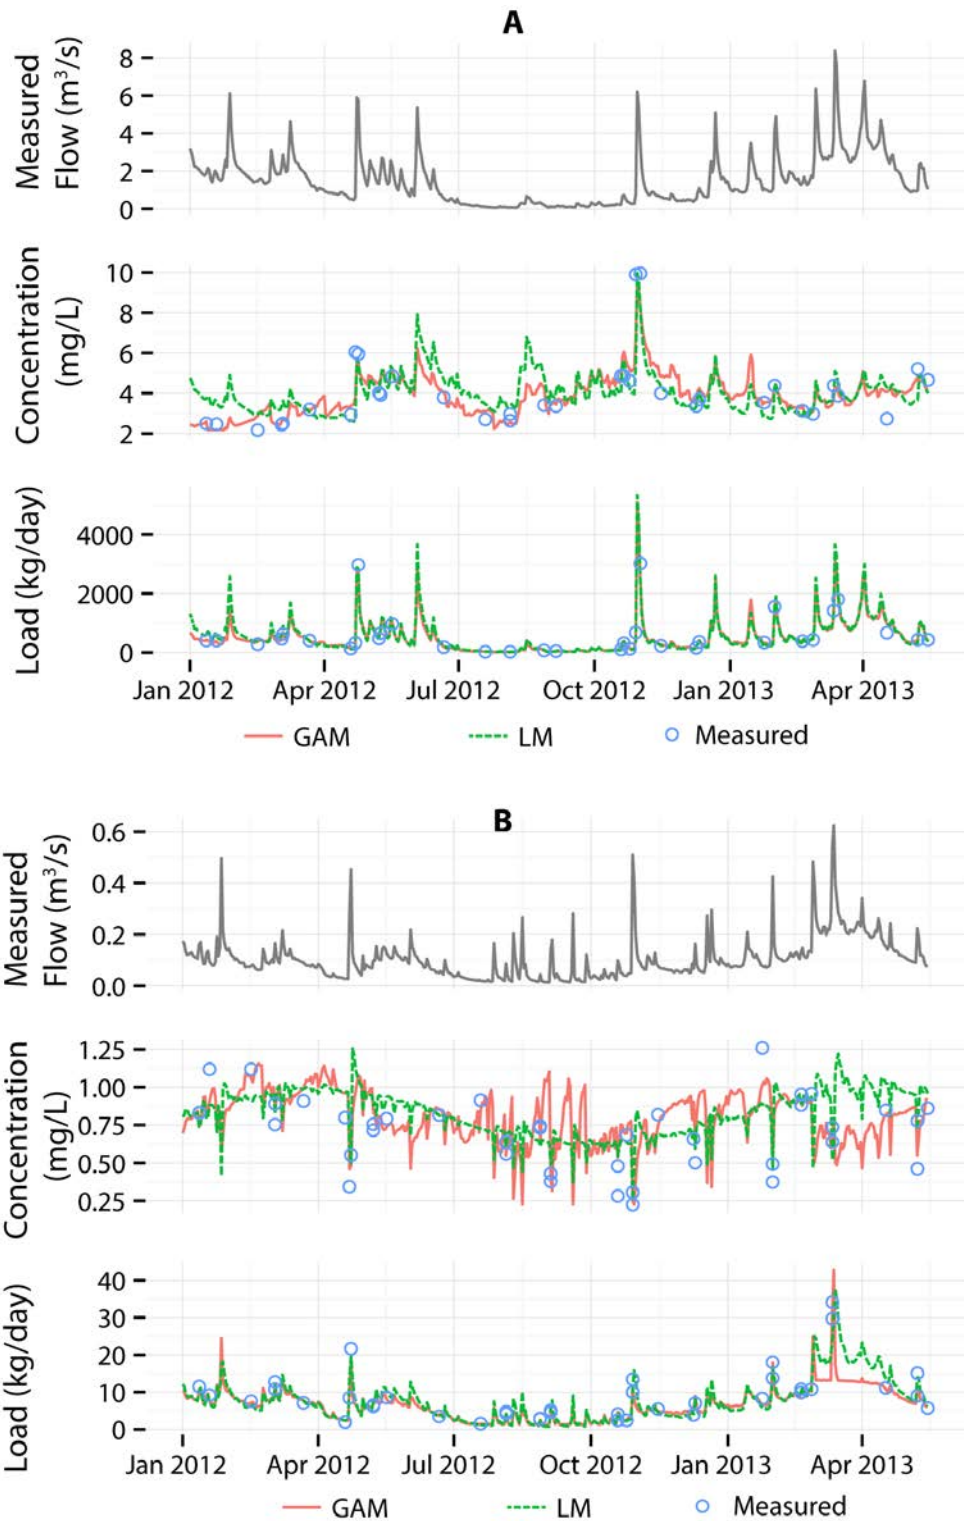 A
Measured
Flow (m³/s)
8
6
4
2
0
Concentration
(mg/L)
10
8
6
4
2
Load (kg/day)
4000
2000
0
Jan 2012 Apr 2012 Jul 2012 Oct 2012 Jan 2013 Apr 2013
GAM LM Measured
B
Measured
Flow (m³/s)
0.6
0.4
0.2
0.0
Concentration
(mg/L)
1.25
1.00
0.75
0.50
0.25
Load (kg/day)
40
30
20
10
0
Jan 2012 Apr 2012 Jul 2012 Oct 2012 Jan 2013 Apr 2013
GAM LM Measured